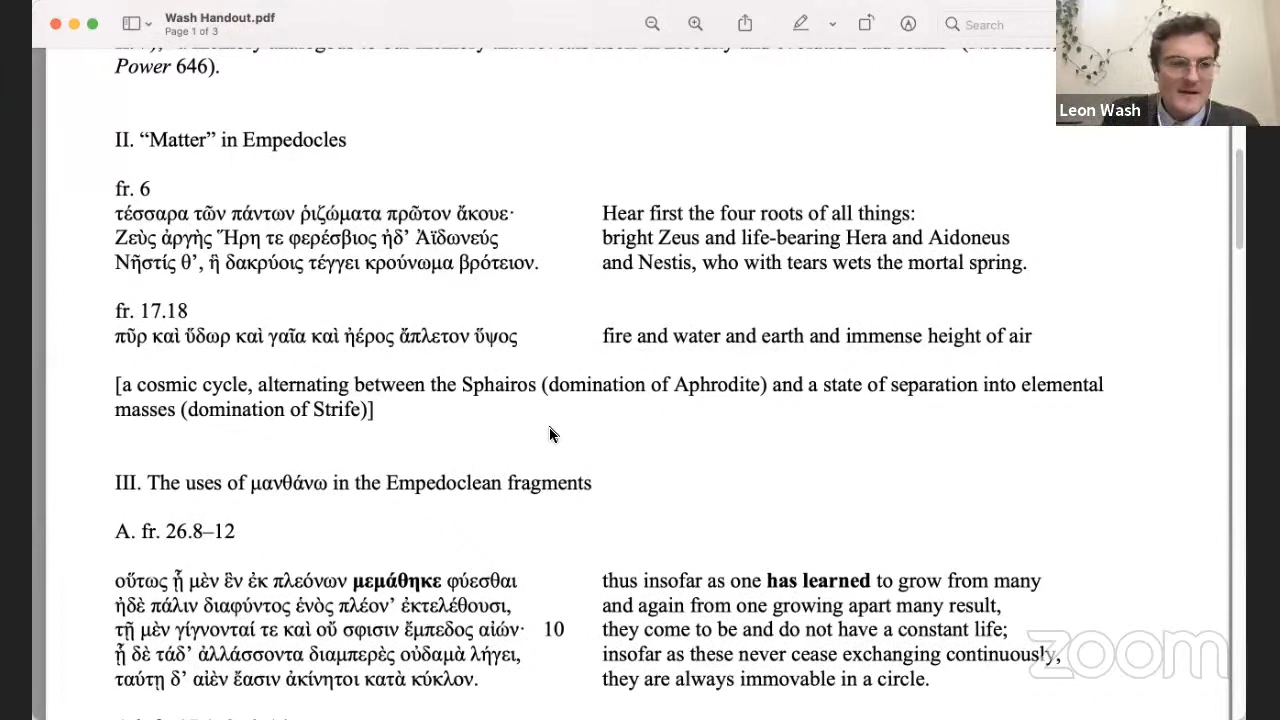 Wash Handout.pdf
Page 1 of 3
Search
Leon Wash
Power 646).
II. “Matter” in Empedocles
fr. 6
τέσσαρα τῶν πάντων ῥιζώματα πρῶτον ἄκουε· Hear first the four roots of all things:
Ζεὺς ἀργὴς Ἥρη τε φερέσβιος ἠδ’ Ἀϊδωνεύς bright Zeus and life-bearing Hera and Aidoneus
Νῆστίς θ’, ἣ δακρύοις τέγγει κρούνωμα βρότειον. and Nestis, who with tears wets the mortal spring.
fr. 17.18
πῦρ καὶ ὕδωρ καὶ γαῖα καὶ ἠέρος ἄπλετον ὕψος fire and water and earth and immense height of air
[a cosmic cycle, alternating between the Sphairos (domination of Aphrodite) and a state of separation into elemental
masses (domination of Strife)]
III. The uses of μανθάνω in the Empedoclean fragments
A. fr. 26.8–12
οὕτως ᾗ μὲν ἓν ἐκ πλεόνων μεμάθηκε φύεσθαι thus insofar as one has learned to grow from many
ἠδὲ πάλιν διαφύντος ἑνὸς πλέον’ ἐκτελέθουσι, and again from one growing apart many result,
τῇ μὲν γίγνονταί τε καὶ οὔ σφισιν ἔμπεδος αἰών· 10 they come to be and do not have a constant life;
ᾗ δὲ τάδ’ ἀλλάσσοντα διαμπερὲς οὐδαμὰ λήγει, insofar as these never cease exchanging continuously,
ταύτῃ δ’ αἰὲν ἔασιν ἀκίνητοι κατὰ κύκλον. they are always immovable in a circle.
zoom